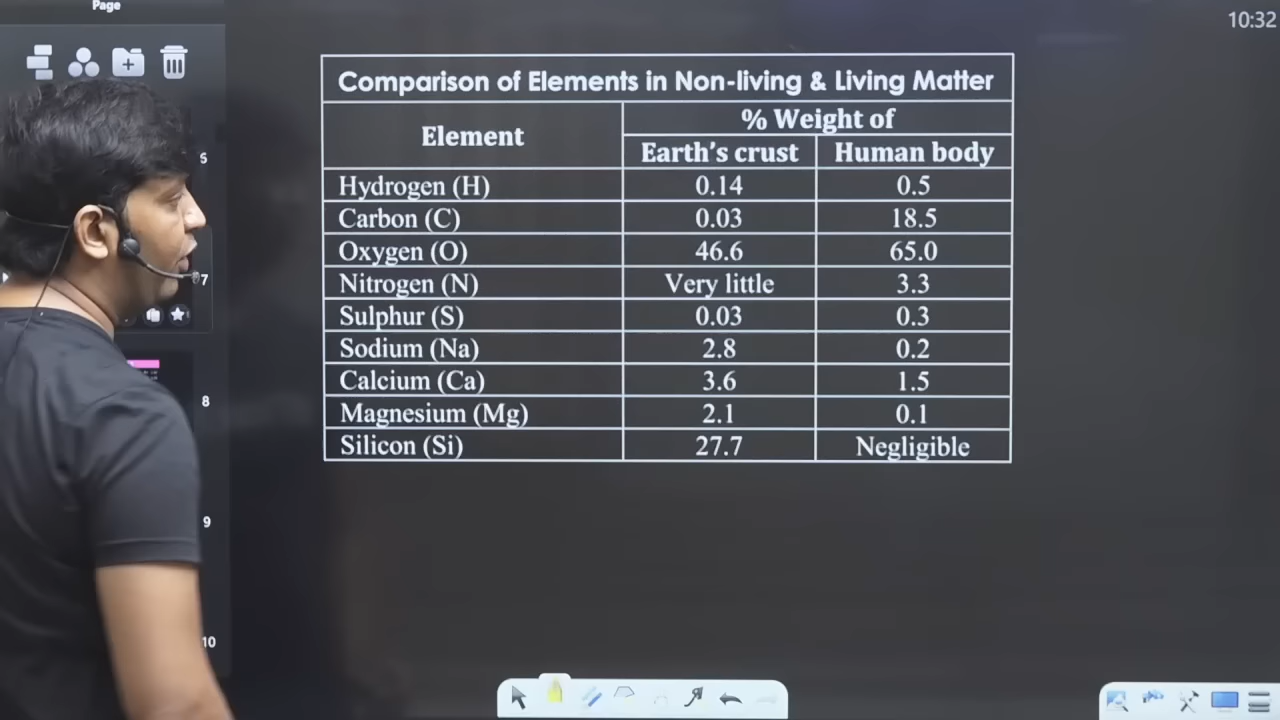 Page
10:32
5
7
8
9
10
Comparison of Elements in Non-living & Living Matter
Element
% Weight of
Earth's crust Human body
Hydrogen (H) 0.14 0.5
Carbon (C) 0.03 18.5
Oxygen (O) 46.6 65.0
Nitrogen (N) Very little 3.3
Sulphur (S) 0.03 0.3
Sodium (Na) 2.8 0.2
Calcium (Ca) 3.6 1.5
Magnesium (Mg) 2.1 0.1
Silicon (Si) 27.7 Negligible